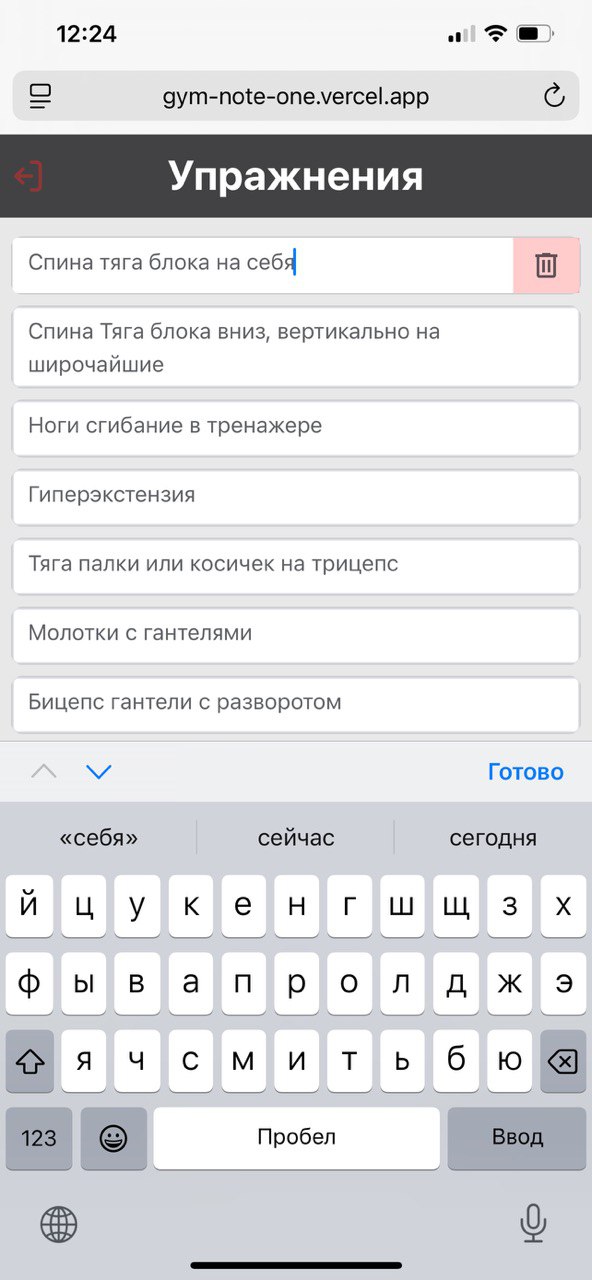 12:24
gym-note-one.vercel.app
Упражнения
Спина тяга блока на себя
Спина Тяга блока вниз, вертикально на
широчайшие
Ноги сгибание в тренажере
Гиперэкстензия
Тяга палки или косичек на трицепс
Молотки с гантелями
Бицепс гантели с разворотом
Готово
«себя» сейчас сегодня
й ц у к е н г ш щ з х
ф ы в а п р о л д ж э
я ч с м и т ь б ю
123 Пробел Ввод